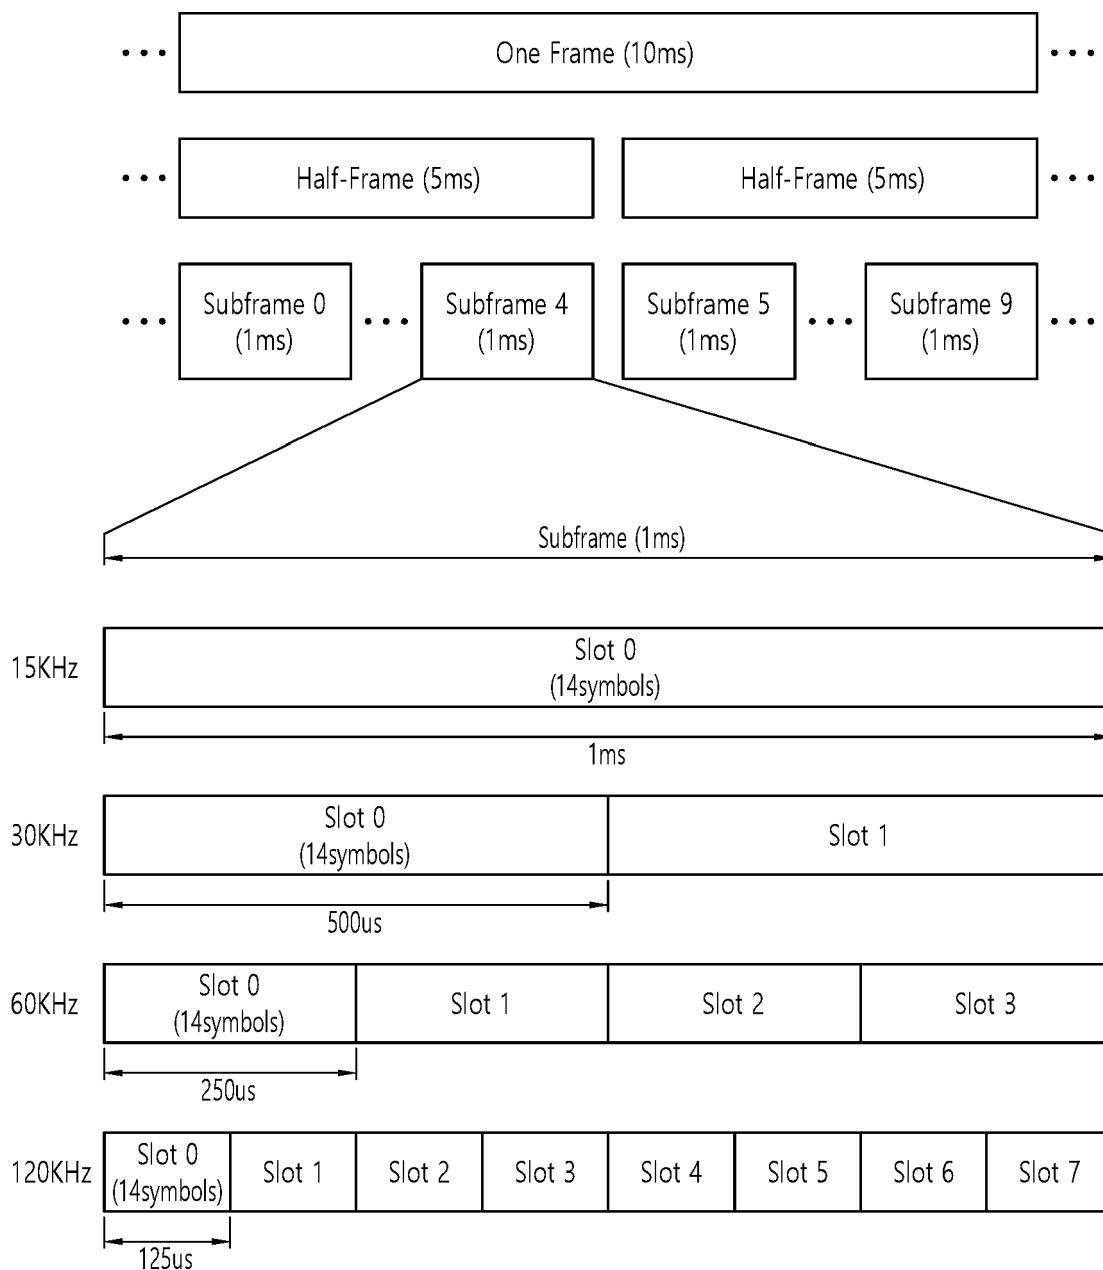 One Frame (10ms)
Half-Frame (5ms)
Half-Frame (5ms)
Subframe 0
(1ms)
Subframe 4
(1ms)
Subframe 5
(1ms)
Subframe 9
(1ms)
Subframe (1ms)
15KHz
Slot 0
(14symbols)
1ms
30KHz
Slot 0
(14symbols)
Slot 1
500us
60KHz
Slot 0
(14symbols)
Slot 1
Slot 2
Slot 3
250us
120KHz
Slot 0
(14symbols)
Slot 1
Slot 2
Slot 3
Slot 4
Slot 5
Slot 6
Slot 7
125us